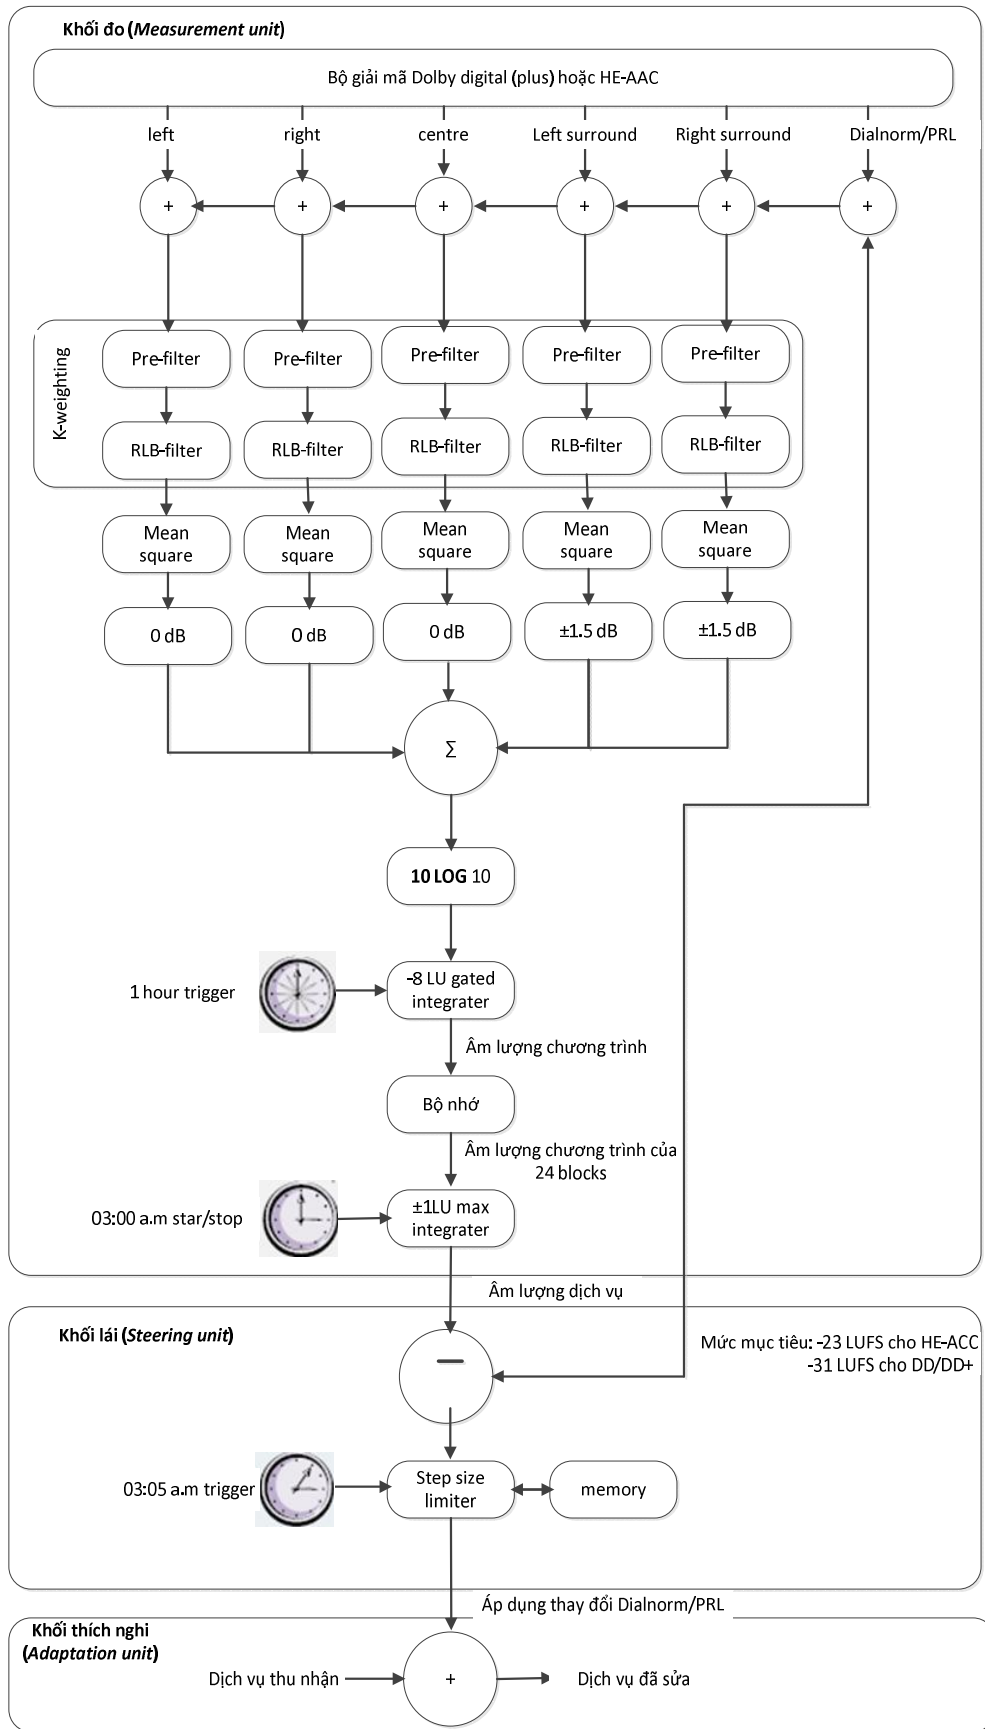 Khối đo (Measurement unit)
Bộ giải mã Dolby digital (plus) hoặc HE-AAC
left
right
centre
Left surround
Right surround
Dialnorm/PRL
+
+
+
+
+
+
K-weighting
Pre-filter
Pre-filter
Pre-filter
Pre-filter
Pre-filter
RLB-filter
RLB-filter
RLB-filter
RLB-filter
RLB-filter
Mean
square
Mean
square
Mean
square
Mean
square
Mean
square
0 dB
0 dB
0 dB
±1.5 dB
±1.5 dB
Σ
10 LOG 10
1 hour trigger
-8 LU gated
integrater
Âm lượng chương trình
Bộ nhớ
Âm lượng chương trình của
24 blocks
03:00 a.m star/stop
±1LU max
integrater
Âm lượng dịch vụ
Khối lái (Steering unit)
Mức mục tiêu: -23 LUFS cho HE-ACC
-31 LUFS cho DD/DD+
–
03:05 a.m trigger
Step size
limiter
memory
Áp dụng thay đổi Dialnorm/PRL
Khối thích nghi
(Adaptation unit)
Dịch vụ thu nhận
+
Dịch vụ đã sửa